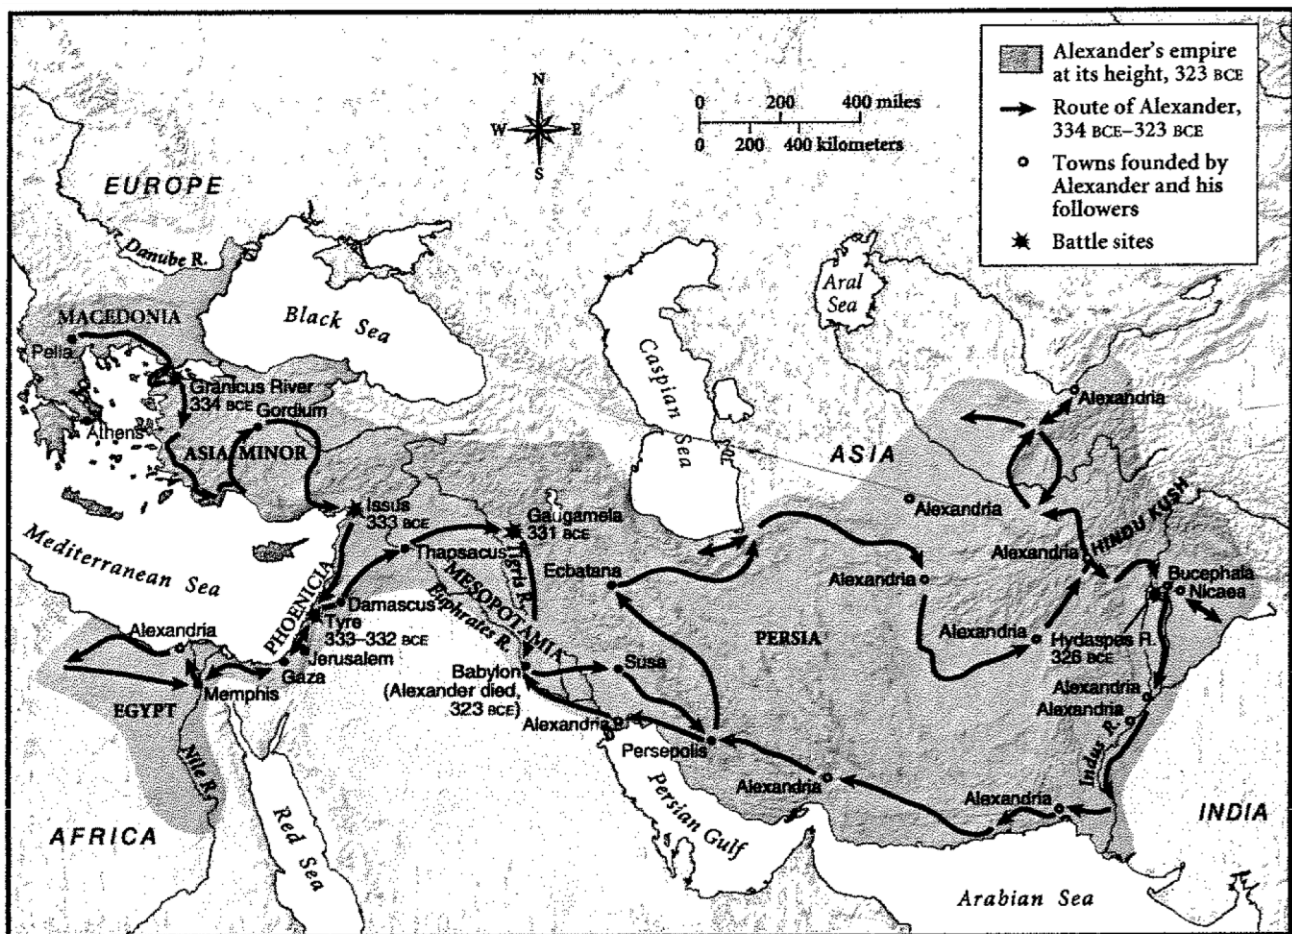 Alexander's empire
at its height, 323 BCE
Route of Alexander,
334 BCE–323 BCE
Towns founded by
Alexander and his
followers
Battle sites
N
W E
S
0 200 400 miles
0 200 400 kilometers
EUROPE
Danube R.
MACEDONIA
Pella
Black Sea
Granicus River
334 BCE
Gordium
Athens
ASIA MINOR
Aral
Sea
Caspian Sea
ASIA
Alexandria
Alexandria
HINDU KUSH
Alexandria
Issus
333 BCE
Gaugamela
331 BCE
Mediterranean Sea
Thapsacus
Tigris R.
MESOPOTAMIA
Euphrates R.
Ecbatana
Alexandria
Bucephala
Nicaea
PHOENICIA
Damascus
Tyre
333–332 BCE
Jerusalem
Gaza
Alexandria
Memphis
EGYPT
Nile R.
PERSIA
Alexandria
Hydaspes R.
326 BCE
Babylon
(Alexander died,
323 BCE)
Susa
Alexandria
Persepolis
Alexandria
Alexandria
Indus R.
Alexandria
Alexandria
AFRICA
Red Sea
Persian Gulf
INDIA
Arabian Sea